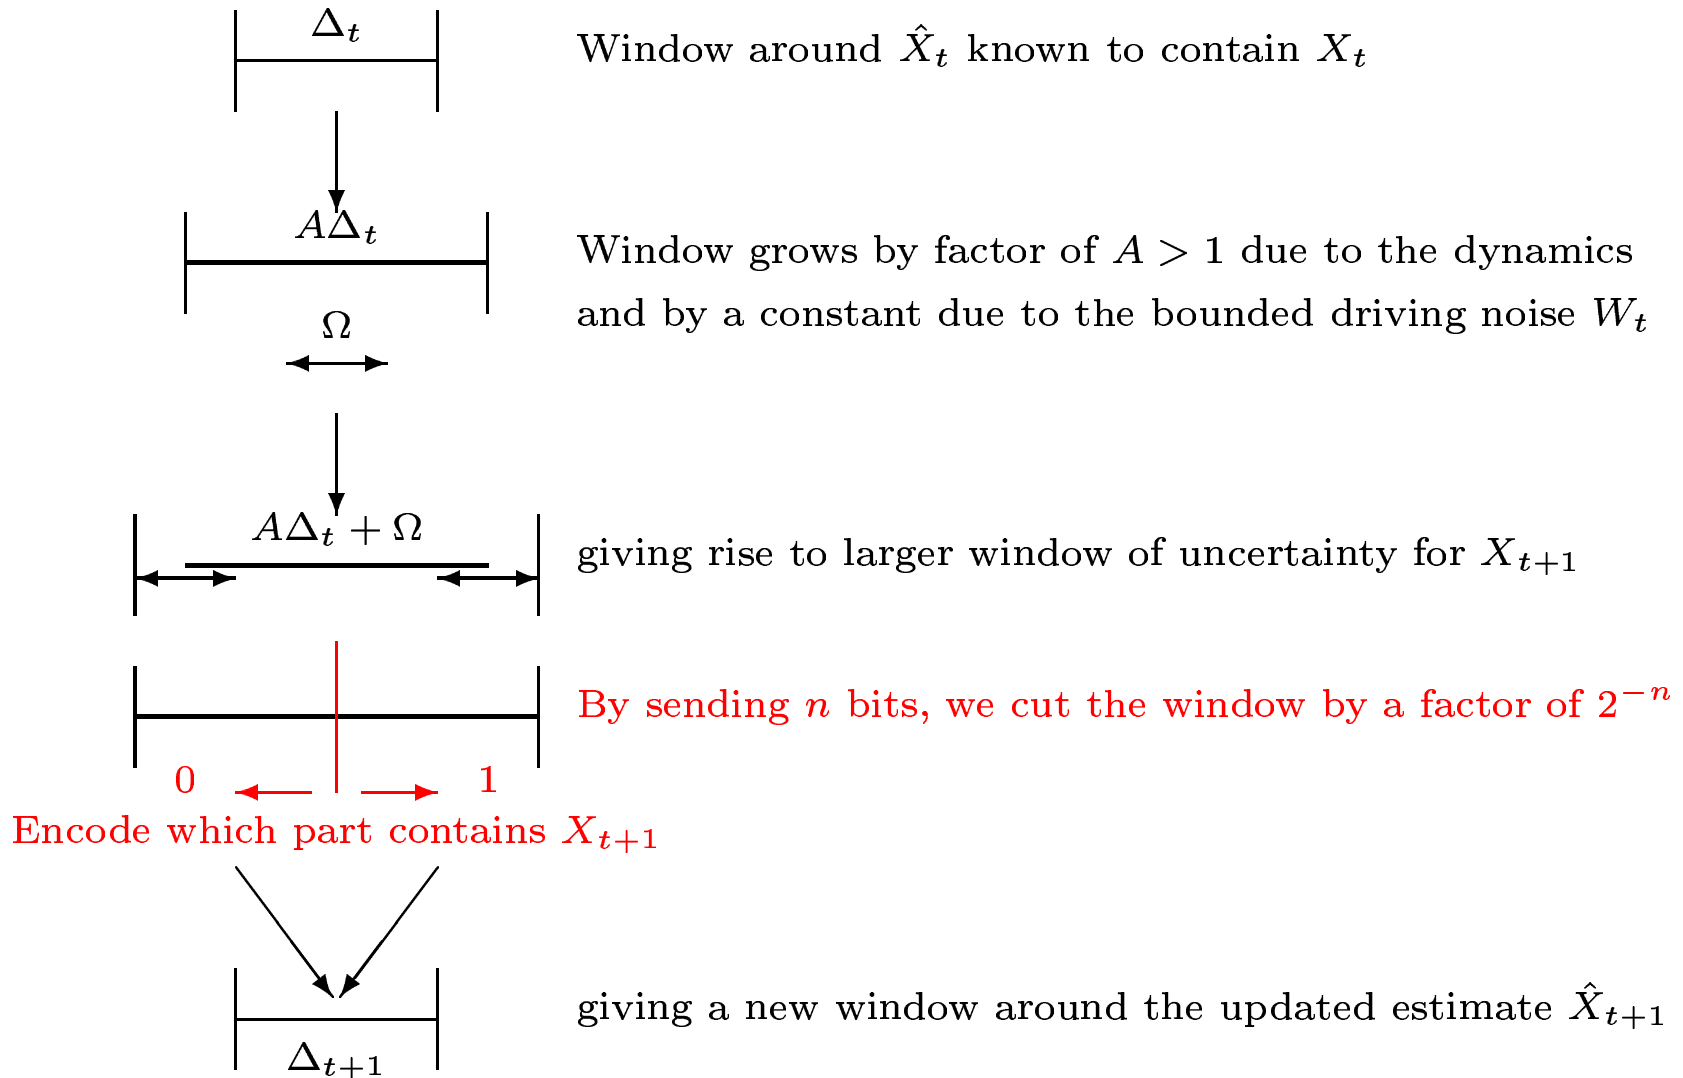 Δ_t
Window around X̂_t known to contain X_t
AΔ_t
Window grows by factor of A > 1 due to the dynamics
and by a constant due to the bounded driving noise W_t
Ω
AΔ_t + Ω
giving rise to larger window of uncertainty for X_{t+1}
By sending n bits, we cut the window by a factor of 2^{-n}
0 1
Encode which part contains X_{t+1}
giving a new window around the updated estimate X̂_{t+1}
Δ_{t+1}